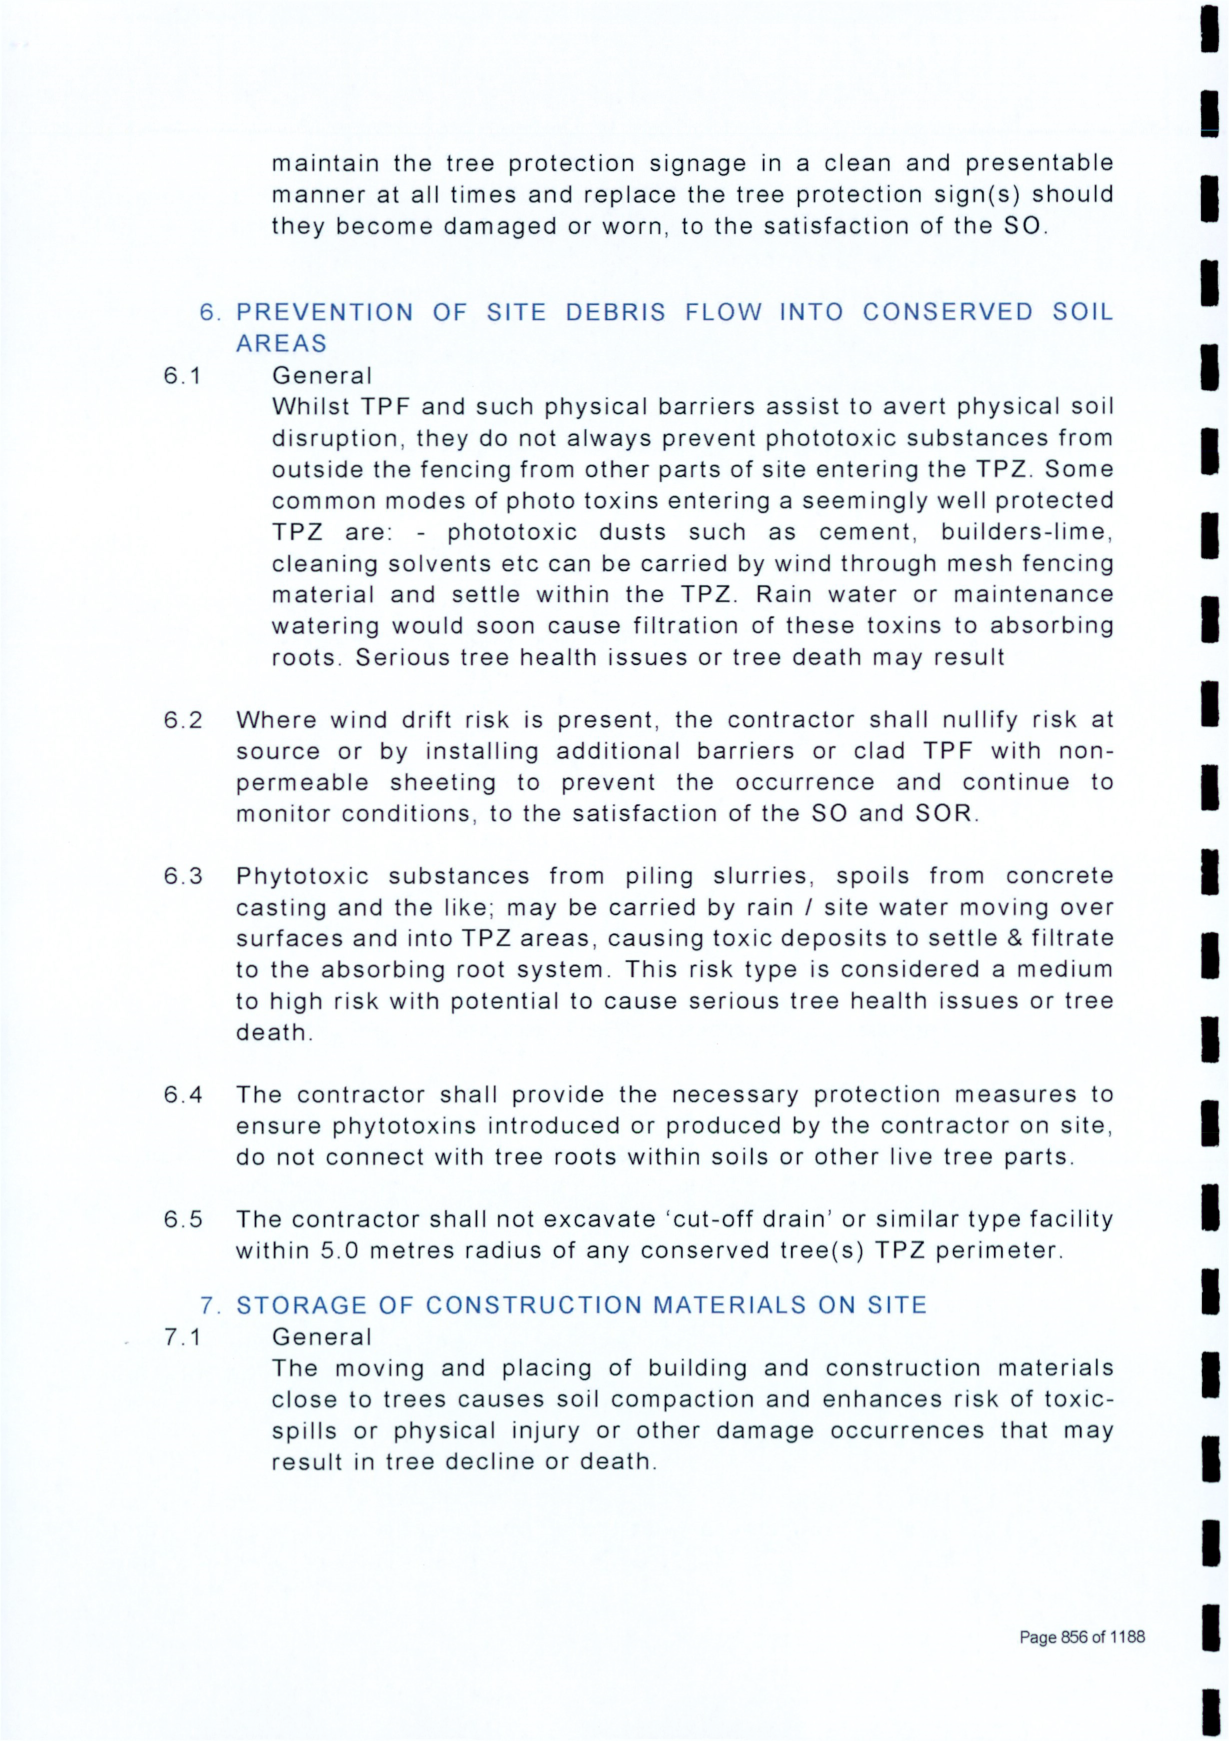 maintain the tree protection signage in a clean and presentable
manner at all times and replace the tree protection sign(s) should
they become damaged or worn, to the satisfaction of the SO.
6. PREVENTION OF SITE DEBRIS FLOW INTO CONSERVED SOIL
AREAS
6.1 General
Whilst TPF and such physical barriers assist to avert physical soil
disruption, they do not always prevent phototoxic substances from
outside the fencing from other parts of site entering the TPZ. Some
common modes of photo toxins entering a seemingly well protected
TPZ are: - phototoxic dusts such as cement, builders-lime,
cleaning solvents etc can be carried by wind through mesh fencing
material and settle within the TPZ. Rain water or maintenance
watering would soon cause filtration of these toxins to absorbing
roots. Serious tree health issues or tree death may result
6.2 Where wind drift risk is present, the contractor shall nullify risk at
source or by installing additional barriers or clad TPF with non-
permeable sheeting to prevent the occurrence and continue to
monitor conditions, to the satisfaction of the SO and SOR.
6.3 Phytotoxic substances from piling slurries, spoils from concrete
casting and the like; may be carried by rain / site water moving over
surfaces and into TPZ areas, causing toxic deposits to settle & filtrate
to the absorbing root system. This risk type is considered a medium
to high risk with potential to cause serious tree health issues or tree
death.
6.4 The contractor shall provide the necessary protection measures to
ensure phytotoxins introduced or produced by the contractor on site,
do not connect with tree roots within soils or other live tree parts.
6.5 The contractor shall not excavate ‘cut-off drain’ or similar type facility
within 5.0 metres radius of any conserved tree(s) TPZ perimeter.
7. STORAGE OF CONSTRUCTION MATERIALS ON SITE
7.1 General
The moving and placing of building and construction materials
close to trees causes soil compaction and enhances risk of toxic-
spills or physical injury or other damage occurrences that may
result in tree decline or death.
Page 856 of 1188